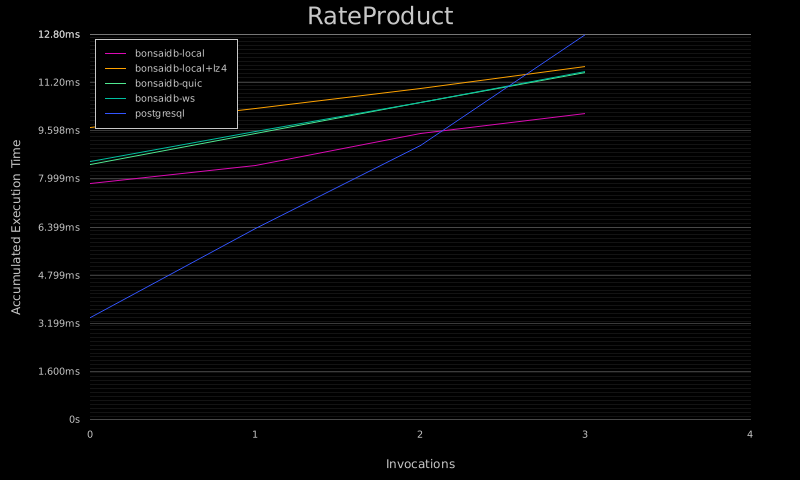 RateProduct
12.80ms
bonsaidb-local
bonsaidb-local+lz4
bonsaidb-quic
bonsaidb-ws
postgresql
11.20ms
9.598ms
7.999ms
6.399ms
4.799ms
3.199ms
1.600ms
0s
Accumulated Execution Time
0 1 2 3 4
Invocations